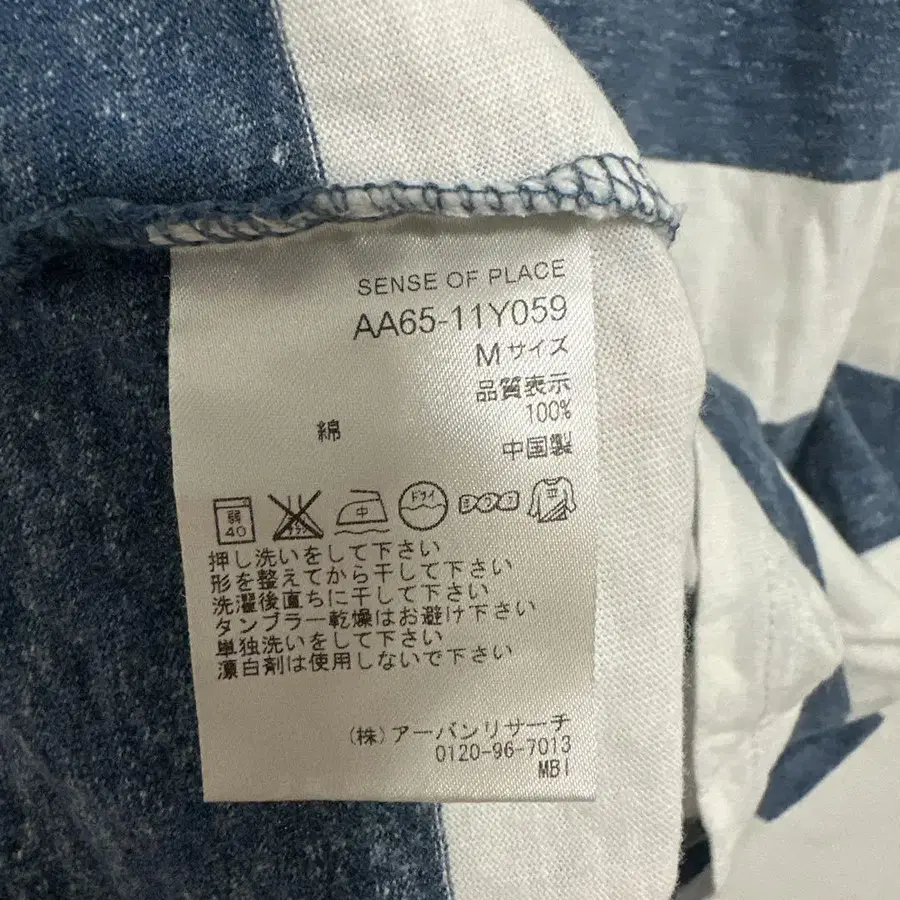 SENSE OF PLACE
AA65-11Y059
Mサイズ
品質表示
綿 100%
中国製
弱 40 中 ドライ
押し洗いをして下さい
形を整えてから干して下さい
洗濯後直ちに干して下さい
タンブラー乾燥はお避け下さい
単独洗いをして下さい
漂白剤は使用しないで下さい
(株)アーバンリサーチ
0120-96-7013
MBI